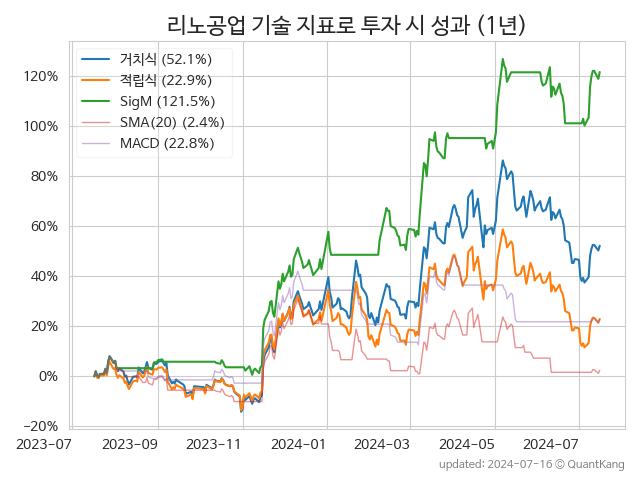 리노공업 기술 지표로 투자 시 성과 (1년)
거치식 (52.1%)
적립식 (22.9%)
SigM (121.5%)
SMA(20) (2.4%)
MACD (22.8%)
120%
100%
80%
60%
40%
20%
0%
−20%
2023-07
2023-09
2023-11
2024-01
2024-03
2024-05
2024-07
updated: 2024-07-16 © QuantKang